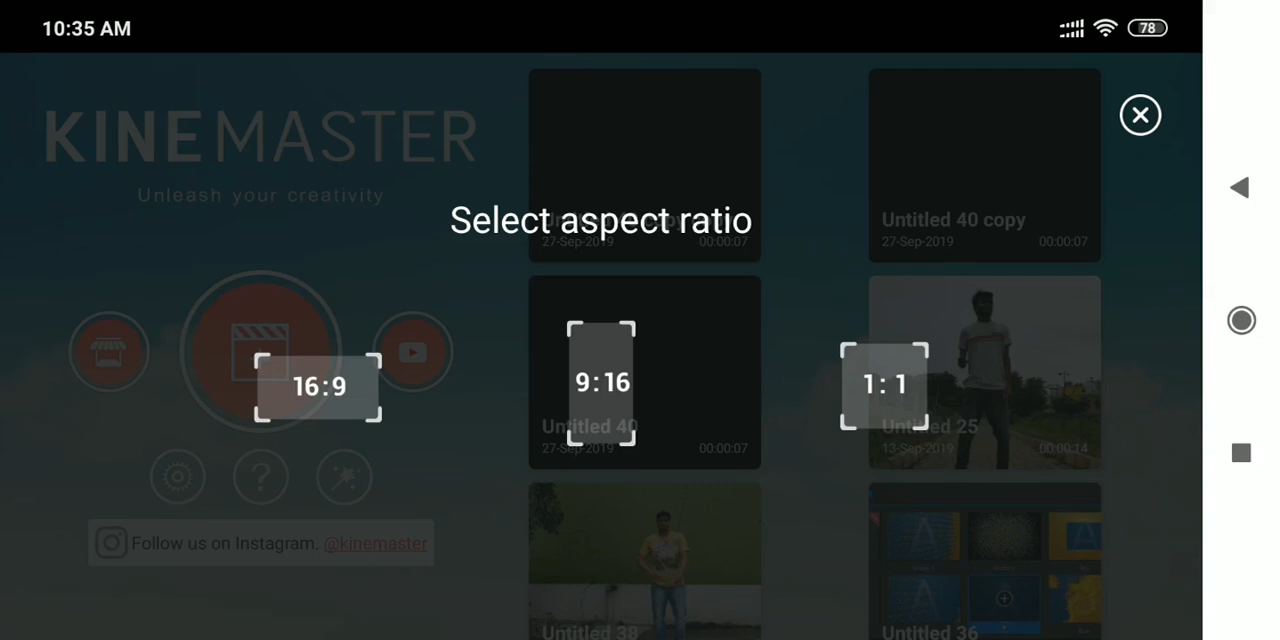 10:35 AM
78
KINEMASTER
Unleash your creativity
Select aspect ratio
27-Sep-2019 00:00:07
Untitled 40 copy
27-Sep-2019 00:00:07
16:9
9:16
1:1
Untitled 40
27-Sep-2019 00:00:07
Untitled 25
13-Sep-2019 00:00:14
?
Follow us on Instagram. @kinemaster
Untitled 38
Untitled 36